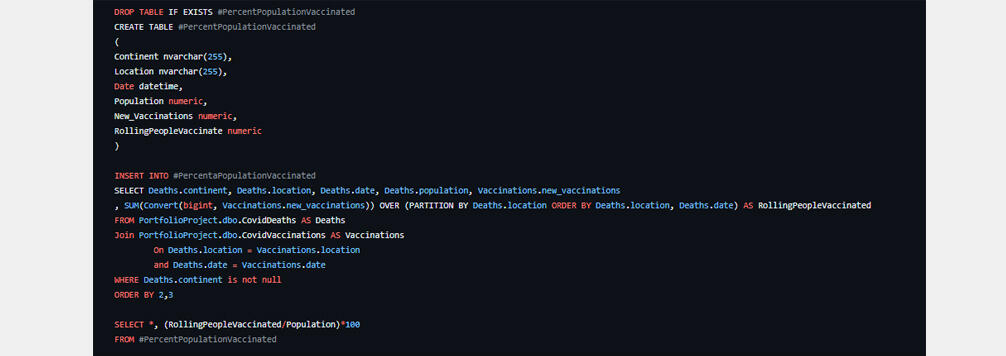 DROP TABLE IF EXISTS #PercentPopulationVaccinated
CREATE TABLE #PercentPopulationVaccinated
(
Continent nvarchar(255),
Location nvarchar(255),
Date datetime,
Population numeric,
New_Vaccinations numeric,
RollingPeopleVaccinate numeric
)
INSERT INTO #PercentaPopulationVaccinated
SELECT Deaths.continent, Deaths.location, Deaths.date, Deaths.population, Vaccinations.new_vaccinations
, SUM(Convert(bigint, Vaccinations.new_vaccinations)) OVER (PARTITION BY Deaths.location ORDER BY Deaths.location, Deaths.date) AS RollingPeopleVaccinated
FROM PortfolioProject.dbo.CovidDeaths AS Deaths
Join PortfolioProject.dbo.CovidVaccinations AS Vaccinations
On Deaths.location = Vaccinations.location
and Deaths.date = Vaccinations.date
WHERE Deaths.continent is not null
ORDER BY 2,3
SELECT *, (RollingPeopleVaccinated/Population)*100
FROM #PercentPopulationVaccinated